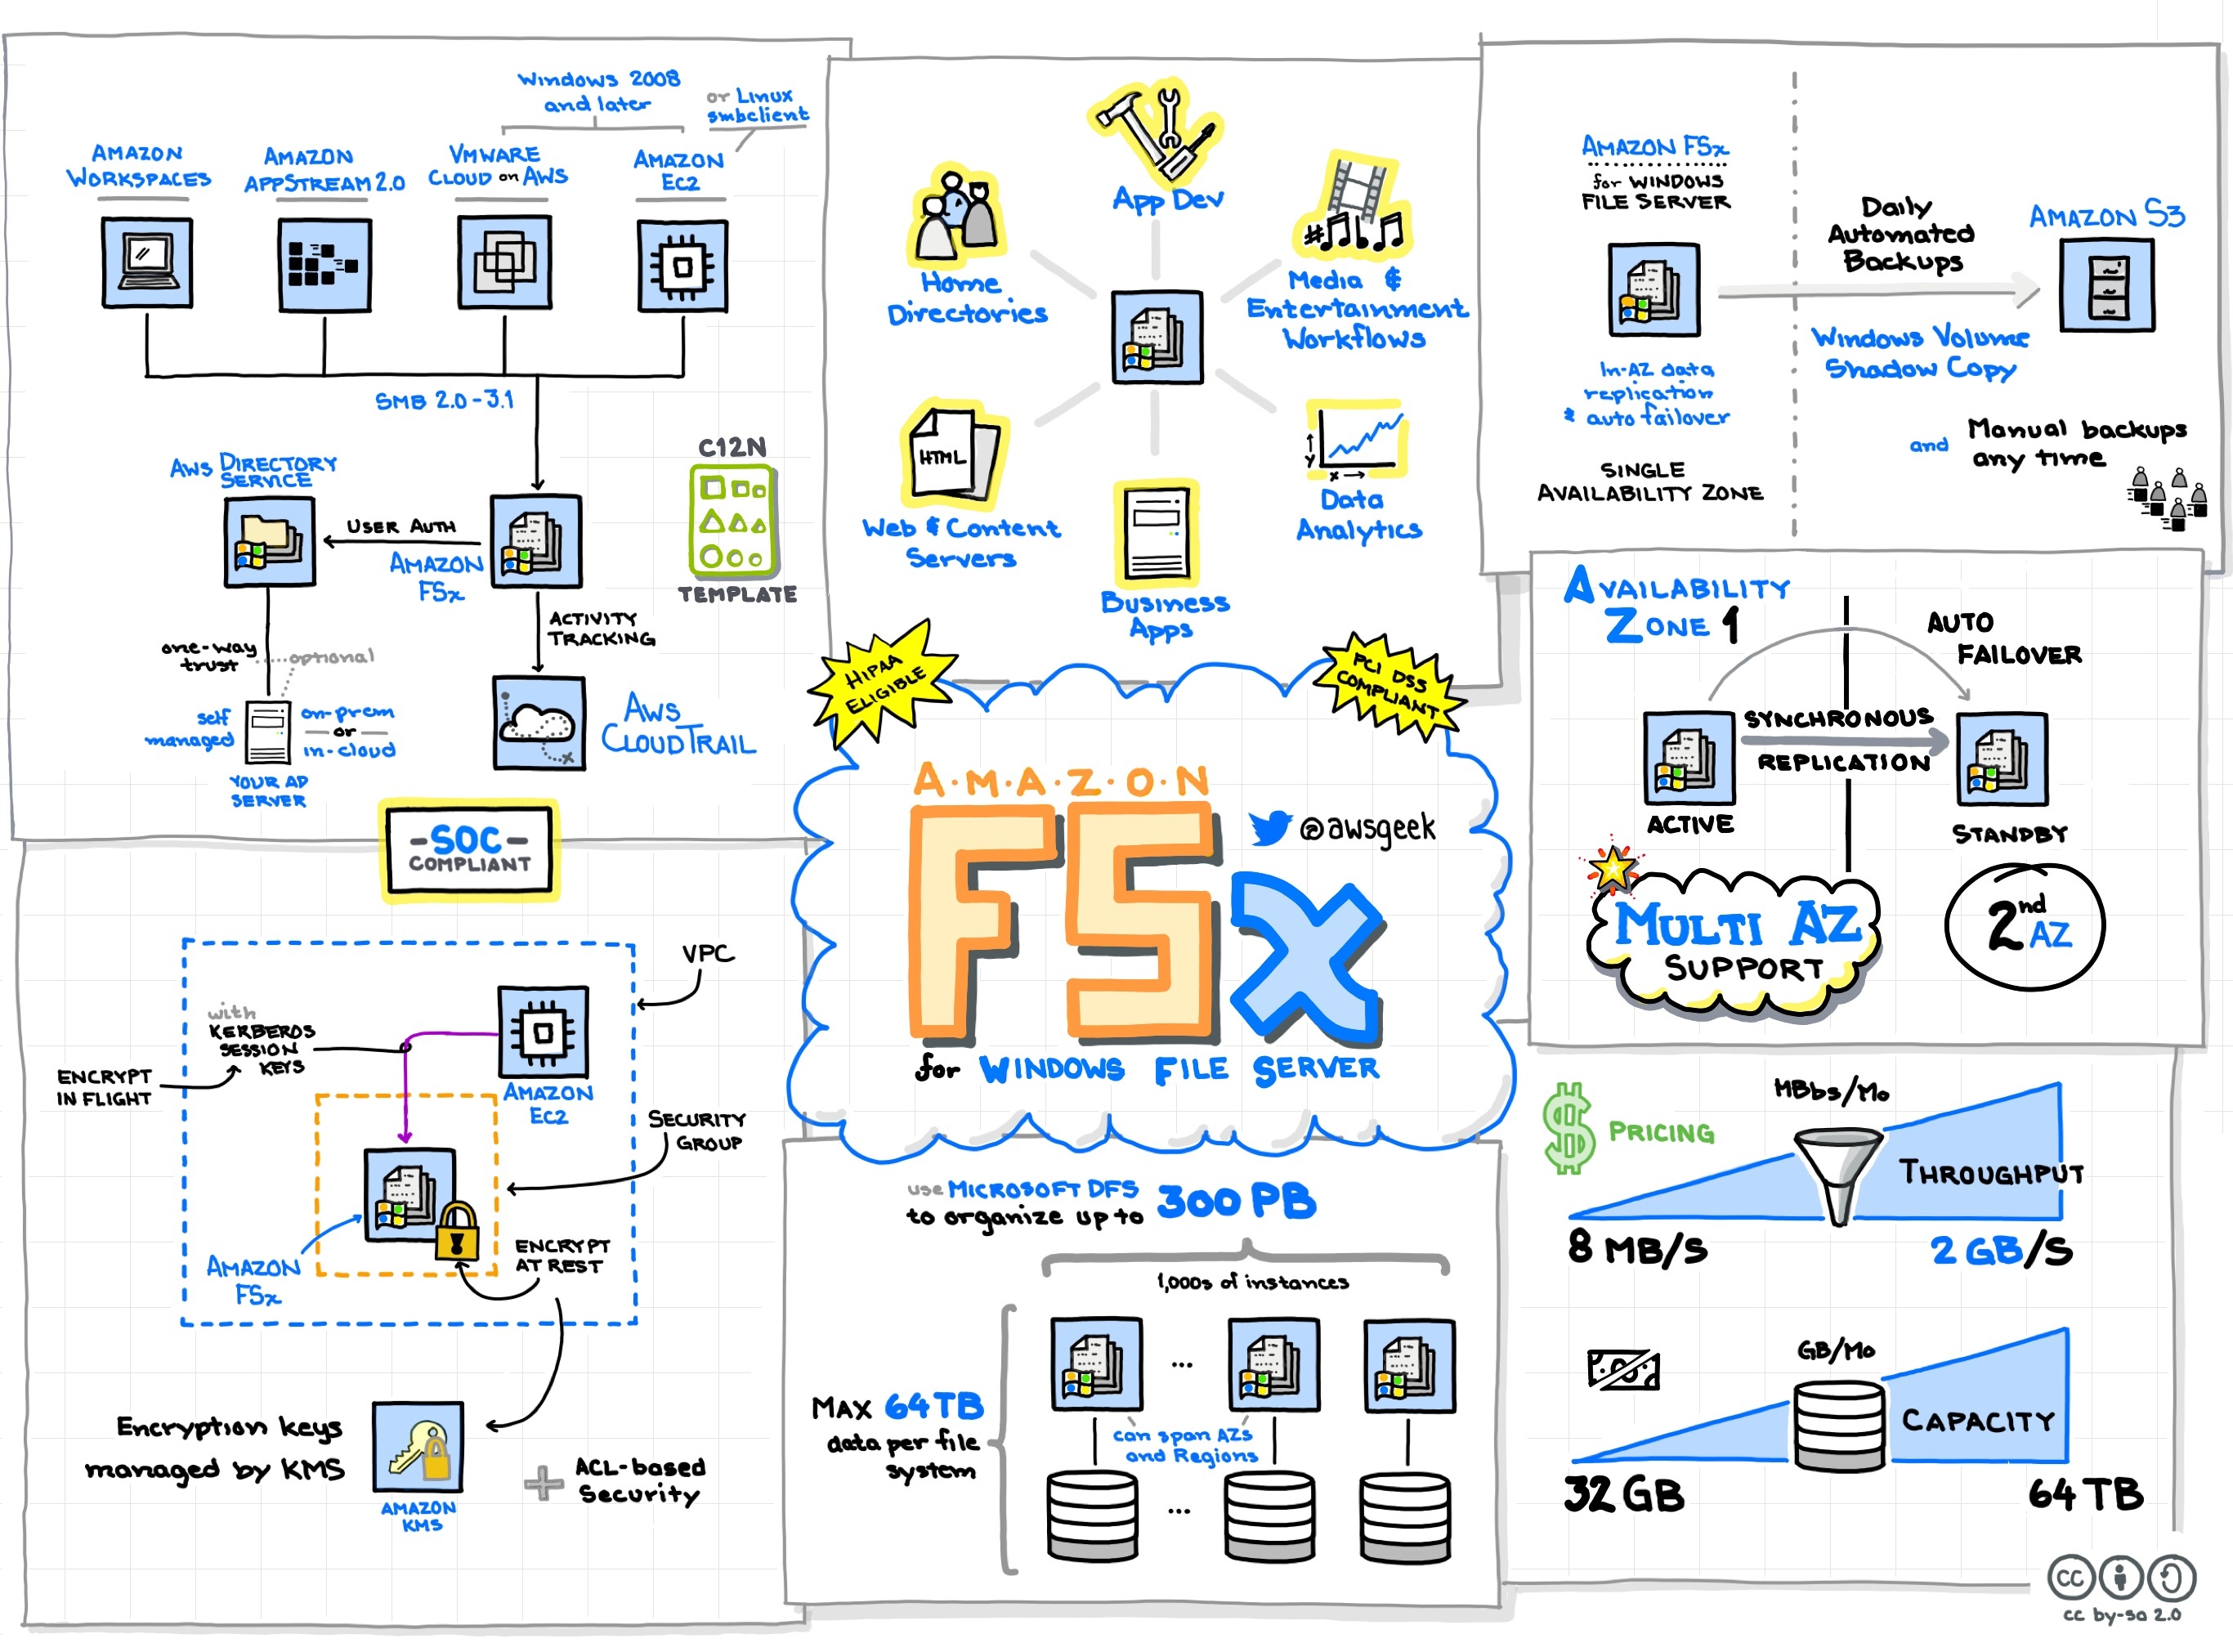 Windows 2008
and later
or Linux
smbclient
AMAZON
WORKSPACES
AMAZON
APPSTREAM 2.0
VMWARE
CLOUD on AWS
AMAZON
EC2
SMB 2.0-3.1
AWS DIRECTORY
SERVICE
USER AUTH
AMAZON
FSx
C12N
TEMPLATE
ACTIVITY
TRACKING
one-way
trust
optional
self
managed
on-prem
or
in-cloud
YOUR AD
SERVER
AWS
CLOUDTRAIL
-SOC-
COMPLIANT
App Dev
Home
Directories
Media &
Entertainment
Workflows
HTML
Web & Content
Servers
y
x
Data
Analytics
Business
Apps
HIPAA
ELIGIBLE
PCI DSS
COMPLIANT
A·M·A·Z·O·N
FSx
@awsgeek
for WINDOWS FILE SERVER
AMAZON FSx
for WINDOWS
FILE SERVER
Daily
Automated
Backups
AMAZON S3
Windows Volume
Shadow Copy
In-AZ data
replication
& auto failover
and Manual backups
any time
SINGLE
AVAILABILITY ZONE
AVAILABILITY
ZONE 1
AUTO
FAILOVER
SYNCHRONOUS
REPLICATION
ACTIVE
STANDBY
MULTI AZ
SUPPORT
2nd
AZ
VPC
with
KERBEROS
SESSION
KEYS
ENCRYPT
IN FLIGHT
AMAZON
EC2
SECURITY
GROUP
AMAZON
FSx
ENCRYPT
AT REST
Encryption keys
managed by KMS
AMAZON
KMS
+ ACL-based
Security
use MICROSOFT DFS
to organize up to 300 PB
1,000s of instances
...
MAX 64TB
data per file
system
can span AZs
and Regions
...
$ PRICING
MBbs/Mo
THROUGHPUT
8 MB/S
2 GB/S
GB/Mo
CAPACITY
32 GB
64 TB
cc
cc by-sa 2.0